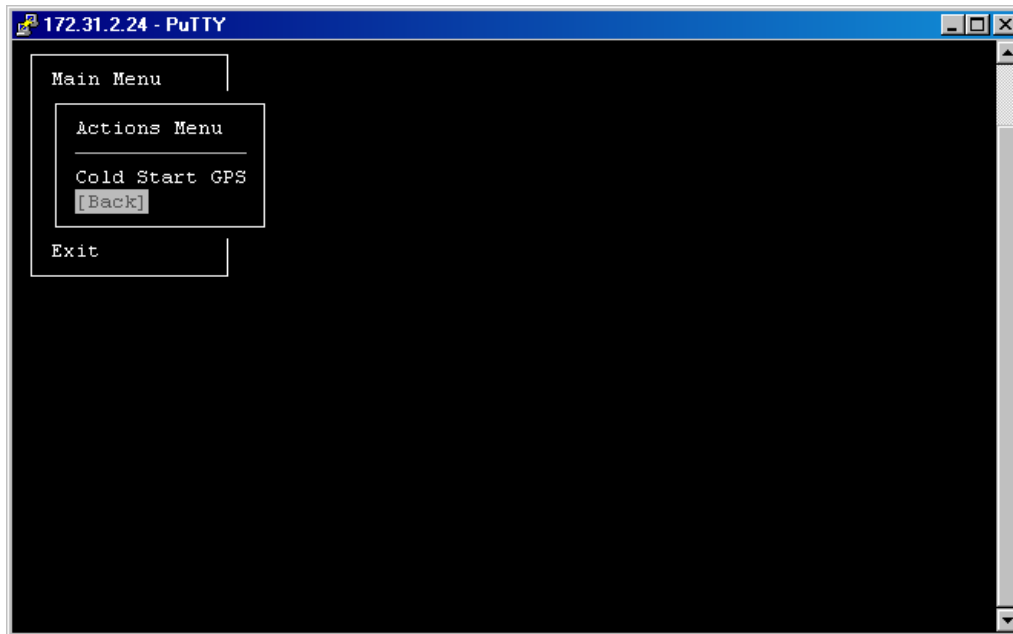 172.31.2.24 - PuTTY
Main Menu
Actions Menu
Cold Start GPS
[Back]
Exit